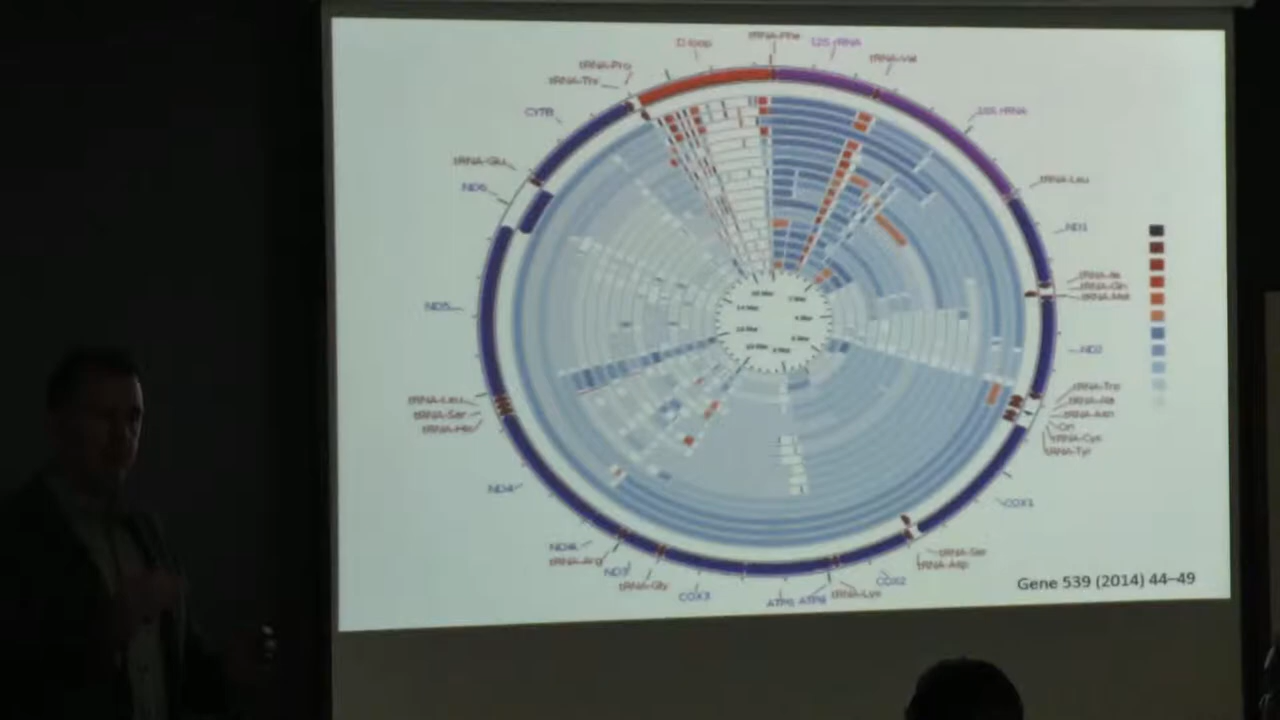 tRNA-Phe
D-loop
12S rRNA
tRNA-Val
tRNA-Pro
tRNA-Thr
CYTB
16S rRNA
tRNA-Glu
ND6
tRNA-Leu
ND1
tRNA-Ile
tRNA-Gln
tRNA-Met
ND5
ND2
tRNA-Trp
tRNA-Ala
tRNA-Asn
tRNA-Cys
tRNA-Tyr
tRNA-Leu
tRNA-Ser
tRNA-His
ND4
COX1
tRNA-Ser
tRNA-Asp
tRNA-Arg
ND3
tRNA-Gly
COX3
ATP6 ATP8
tRNA-Lys
COX2
Gene 539 (2014) 44–49